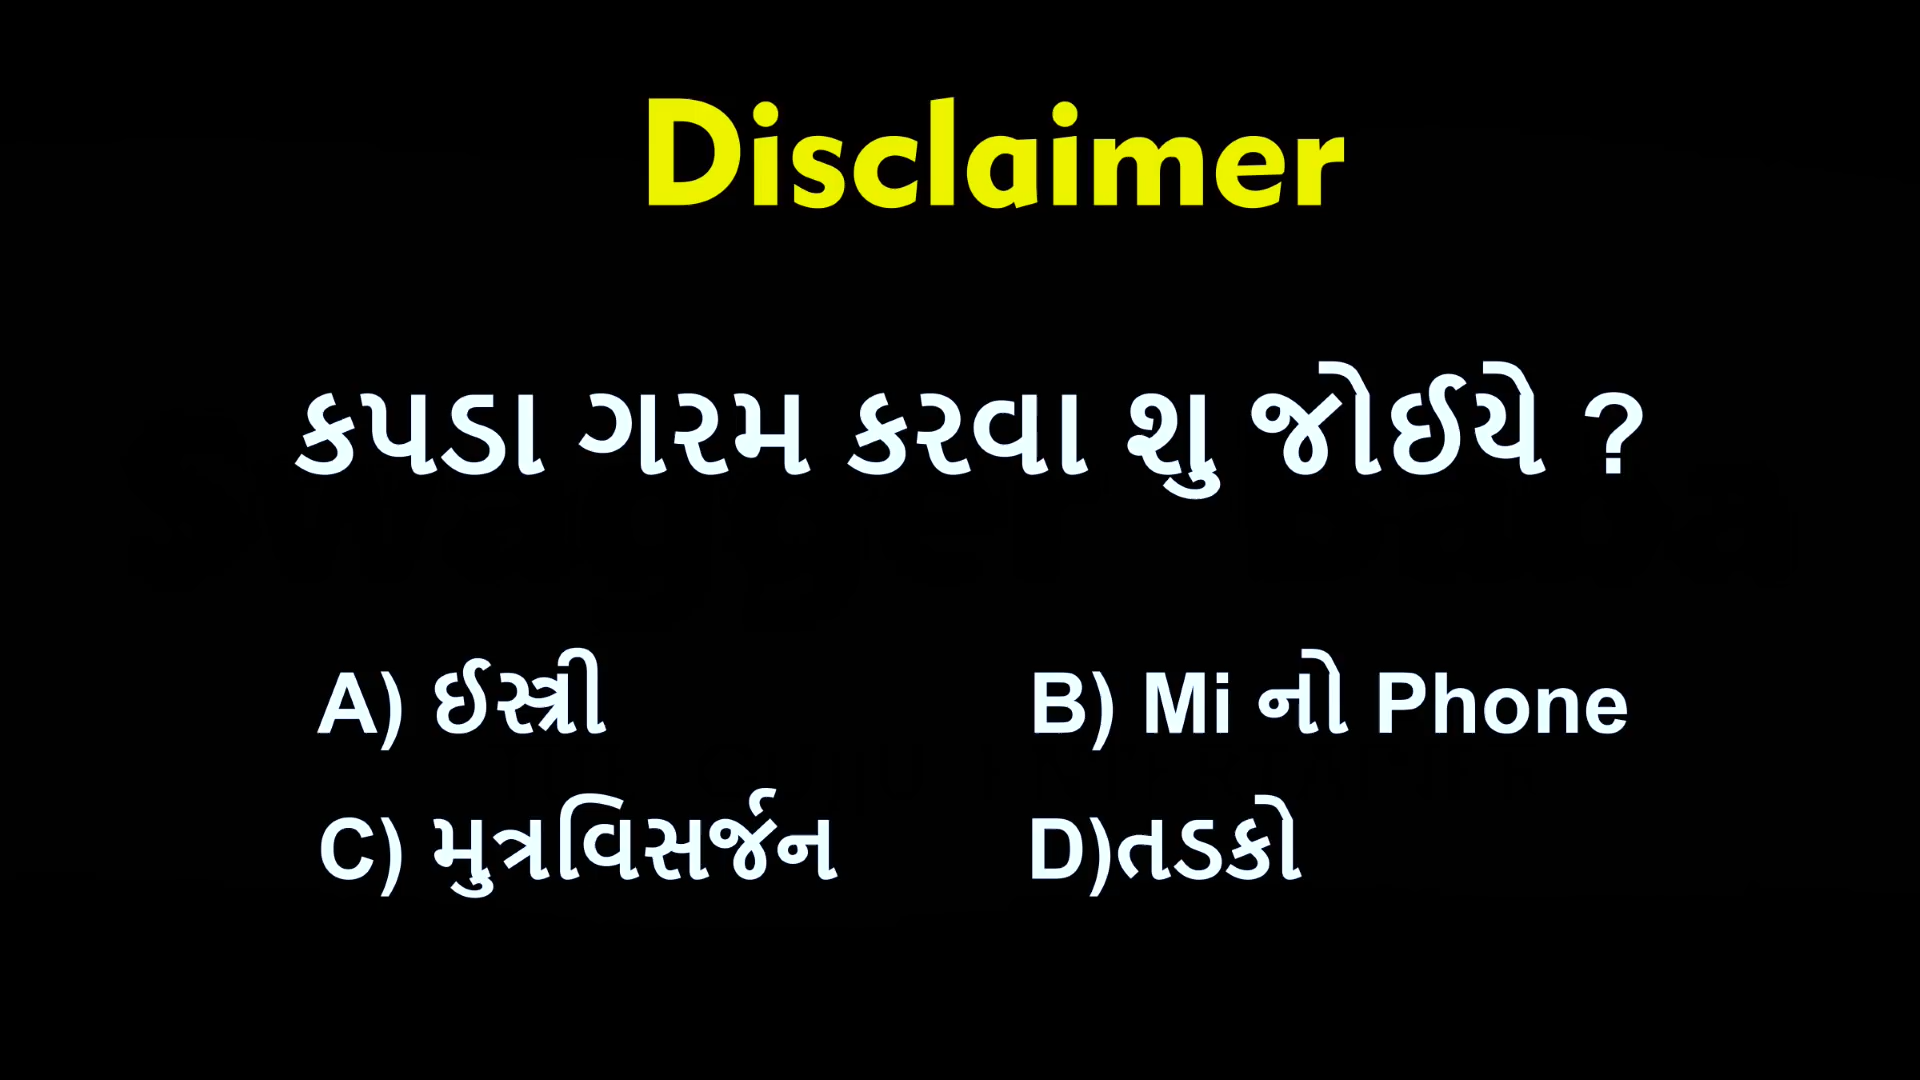 Disclaimer
કપડા ગરમ કરવા શુ જોઈયે ?
A) ઈસ્ત્રી B) Mi નો Phone
C) મુત્રવિસર્જન D)તડકો